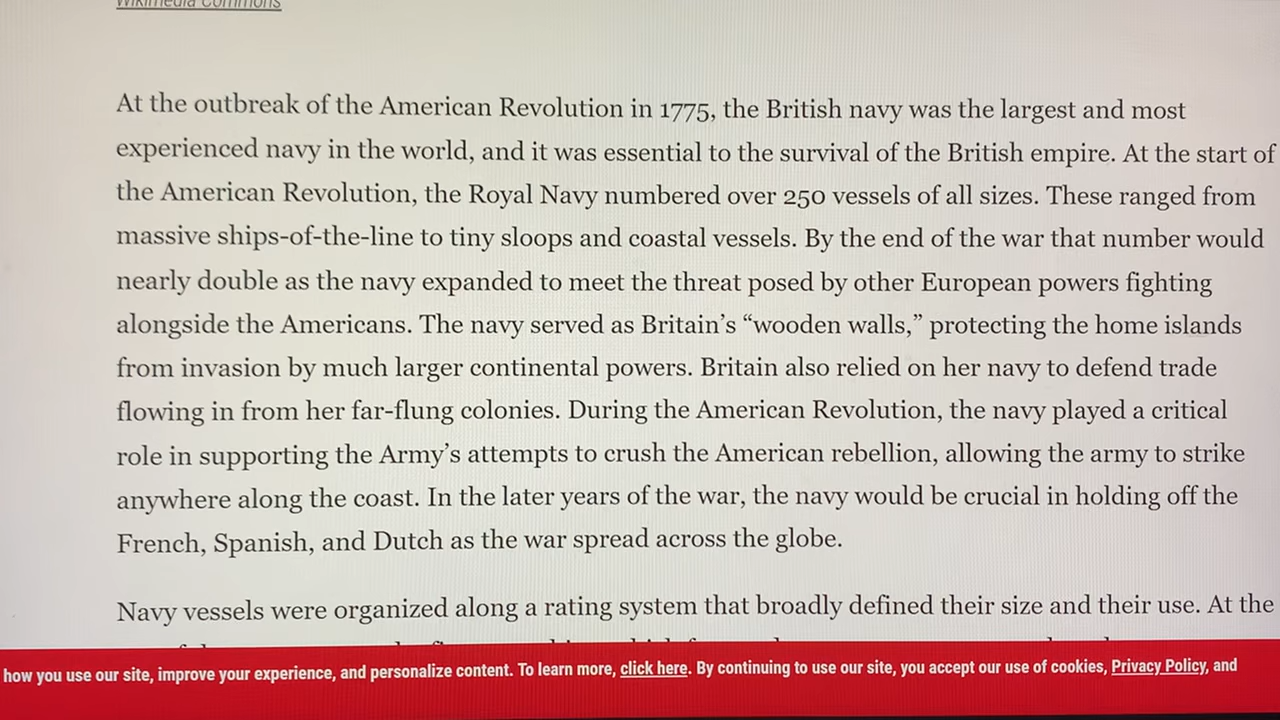 Wikimedia Commons
At the outbreak of the American Revolution in 1775, the British navy was the largest and most
experienced navy in the world, and it was essential to the survival of the British empire. At the start of
the American Revolution, the Royal Navy numbered over 250 vessels of all sizes. These ranged from
massive ships-of-the-line to tiny sloops and coastal vessels. By the end of the war that number would
nearly double as the navy expanded to meet the threat posed by other European powers fighting
alongside the Americans. The navy served as Britain’s “wooden walls,” protecting the home islands
from invasion by much larger continental powers. Britain also relied on her navy to defend trade
flowing in from her far-flung colonies. During the American Revolution, the navy played a critical
role in supporting the Army’s attempts to crush the American rebellion, allowing the army to strike
anywhere along the coast. In the later years of the war, the navy would be crucial in holding off the
French, Spanish, and Dutch as the war spread across the globe.
Navy vessels were organized along a rating system that broadly defined their size and their use. At the
how you use our site, improve your experience, and personalize content. To learn more, click here. By continuing to use our site, you accept our use of cookies, Privacy Policy, and